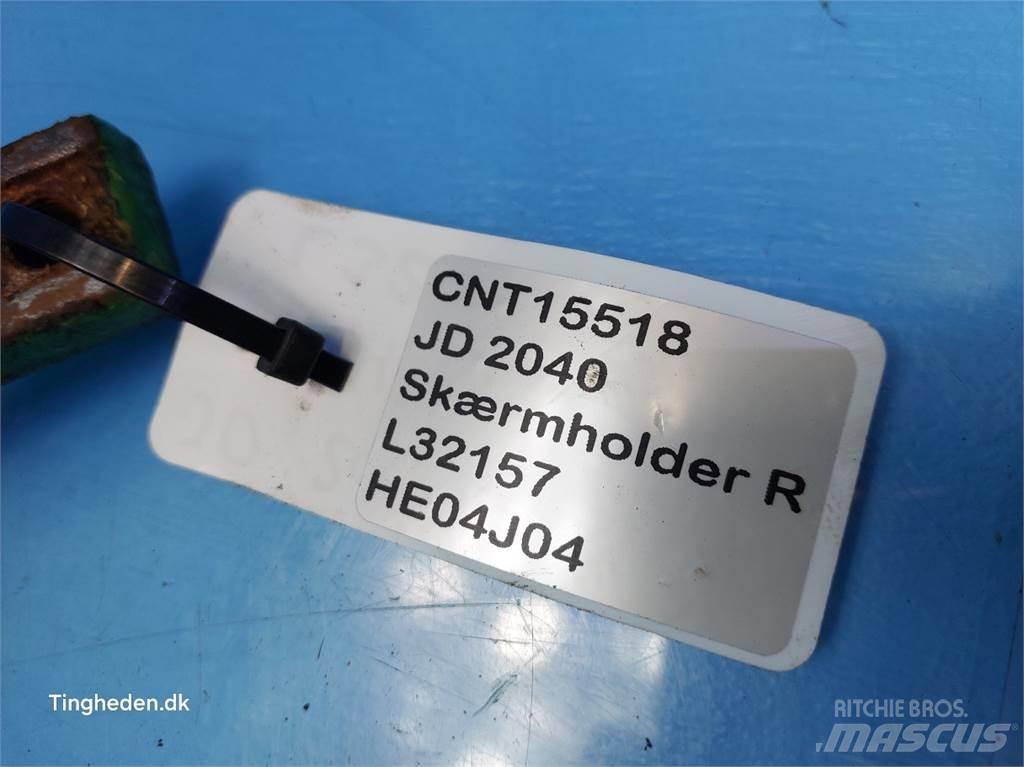 CNT15518
JD 2040
Skærmholder R
L32157
HE04J04
Tingheden.dk
RITCHIE BROS.
MASCUS